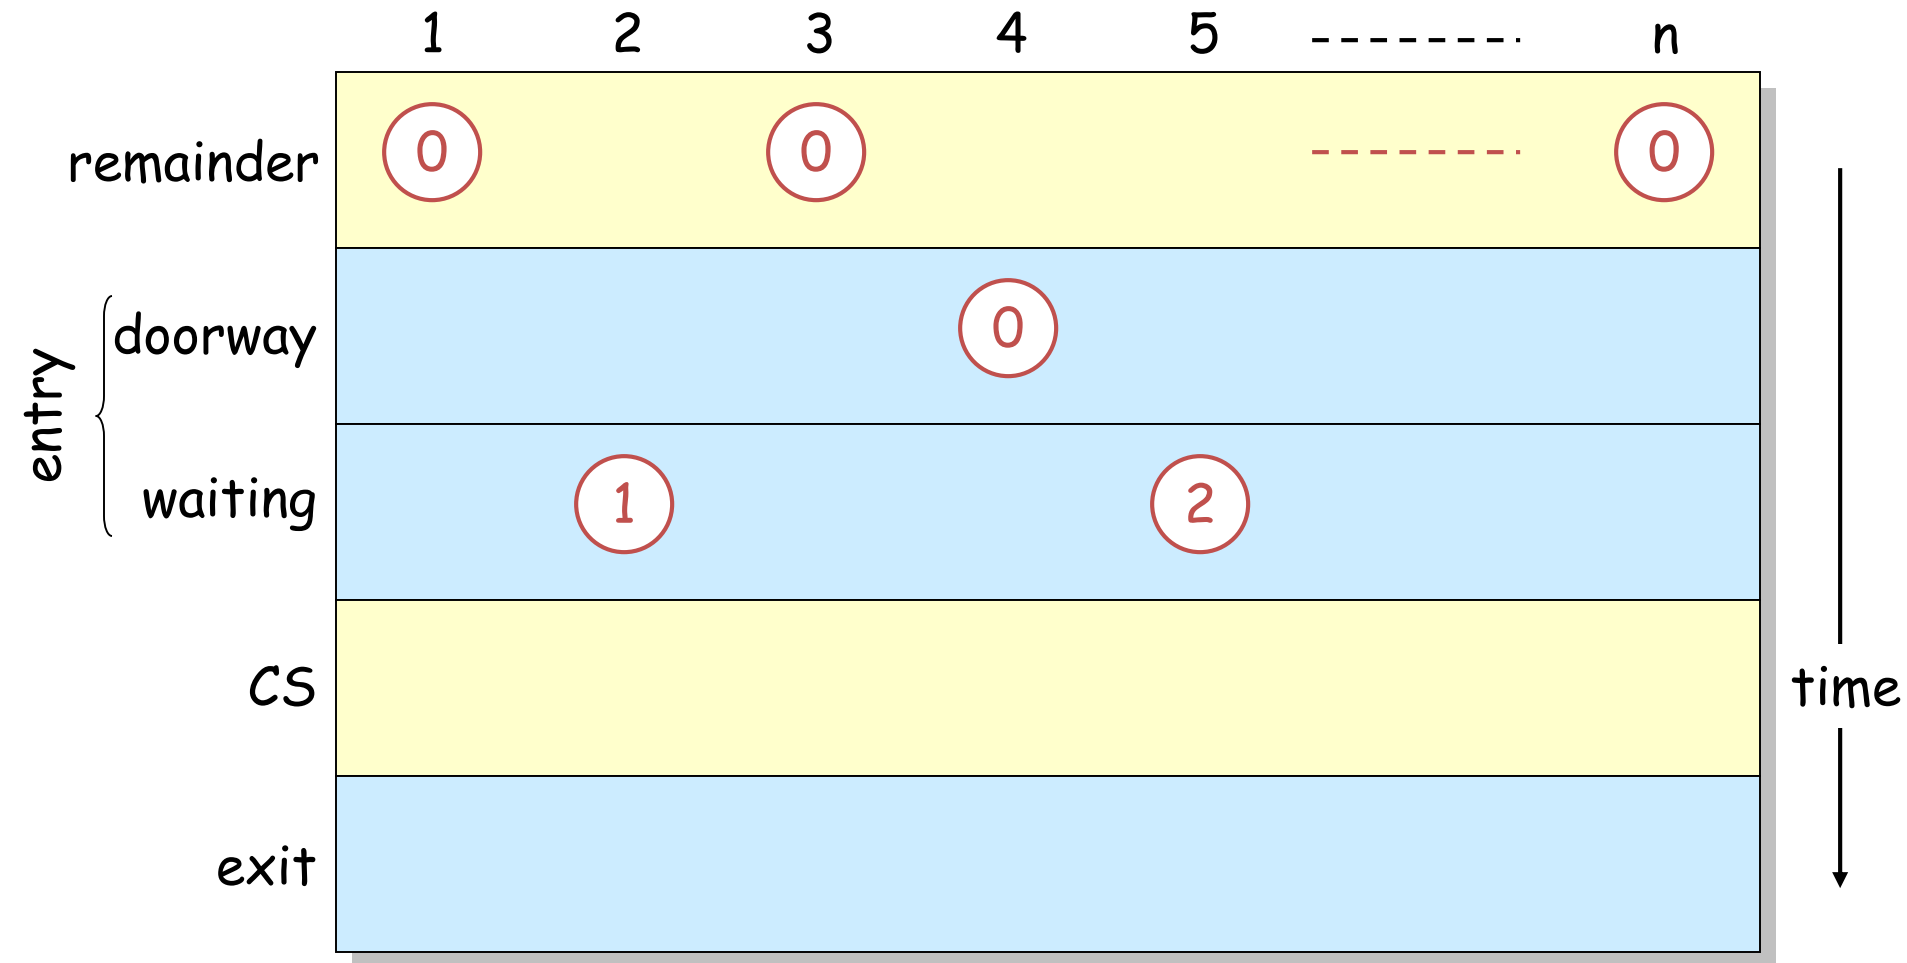 1 2 3 4 5 n
remainder 0 0 0
entry
doorway 0
waiting 1 2
CS
time
exit